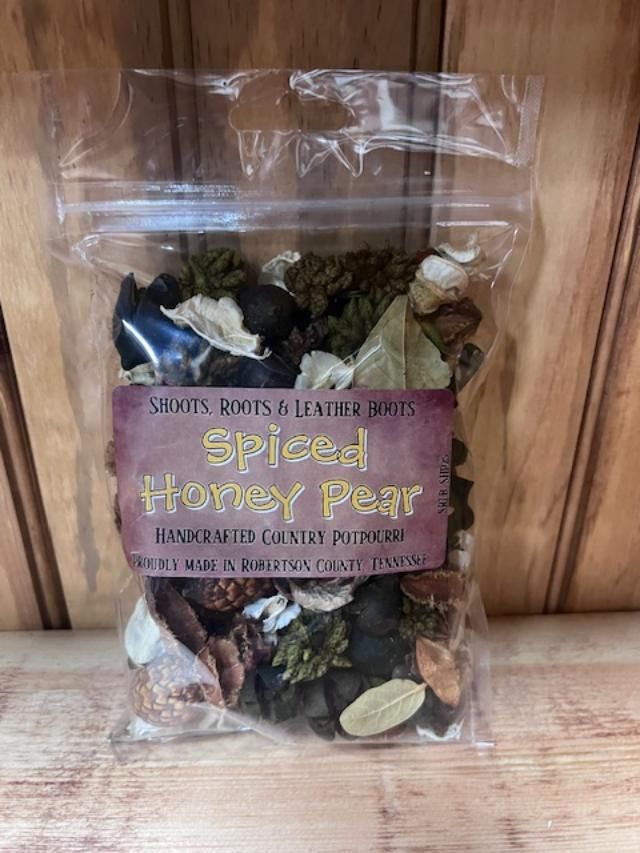 Shoots, Roots & Leather Boots
Spiced
Honey Pear
Handcrafted Country Potpourri
Proudly made in Robertson County, Tennessee